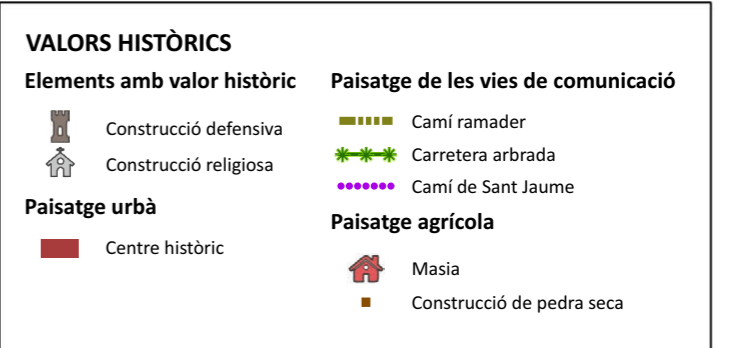 VALORS HISTÒRICS
Elements amb valor històric
Construcció defensiva
Construcció religiosa
Paisatge urbà
Centre històric
Paisatge de les vies de comunicació
Camí ramader
Carretera arbrada
Camí de Sant Jaume
Paisatge agrícola
Masia
Construcció de pedra seca